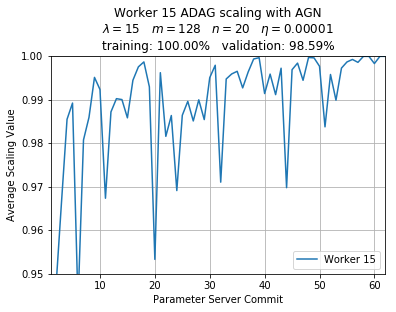 Worker 15 ADAG scaling with AGN
λ = 15 m = 128 n = 20 η = 0.00001
training: 100.00% validation: 98.59%
1.00
0.99
0.98
0.97
0.96
0.95
Average Scaling Value
Worker 15
10 20 30 40 50 60
Parameter Server Commit